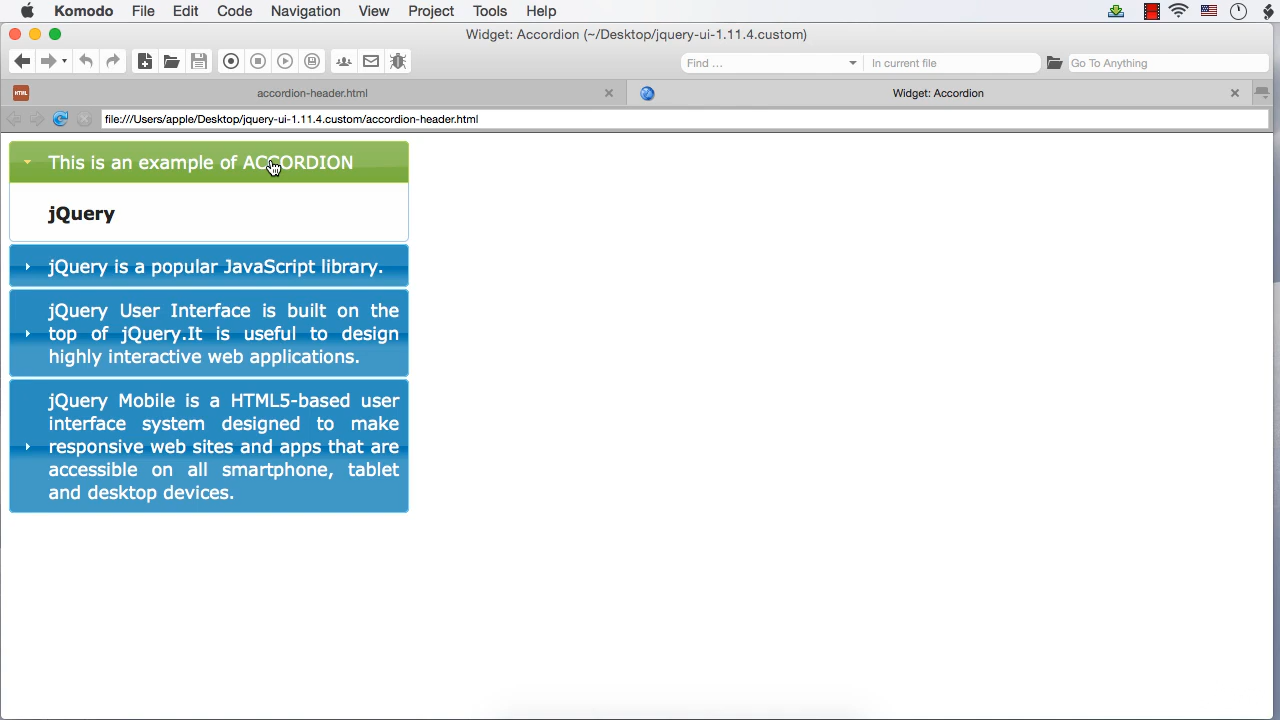 Komodo File Edit Code Navigation View Project Tools Help
Widget: Accordion (~/Desktop/jquery-ui-1.11.4.custom)
Find ... In current file Go To Anything
HTML accordion-header.html Widget: Accordion
file:///Users/apple/Desktop/jquery-ui-1.11.4.custom/accordion-header.html
This is an example of ACCORDION
jQuery
jQuery is a popular JavaScript library.
jQuery User Interface is built on the
top of jQuery.It is useful to design
highly interactive web applications.
jQuery Mobile is a HTML5-based user
interface system designed to make
responsive web sites and apps that are
accessible on all smartphone, tablet
and desktop devices.